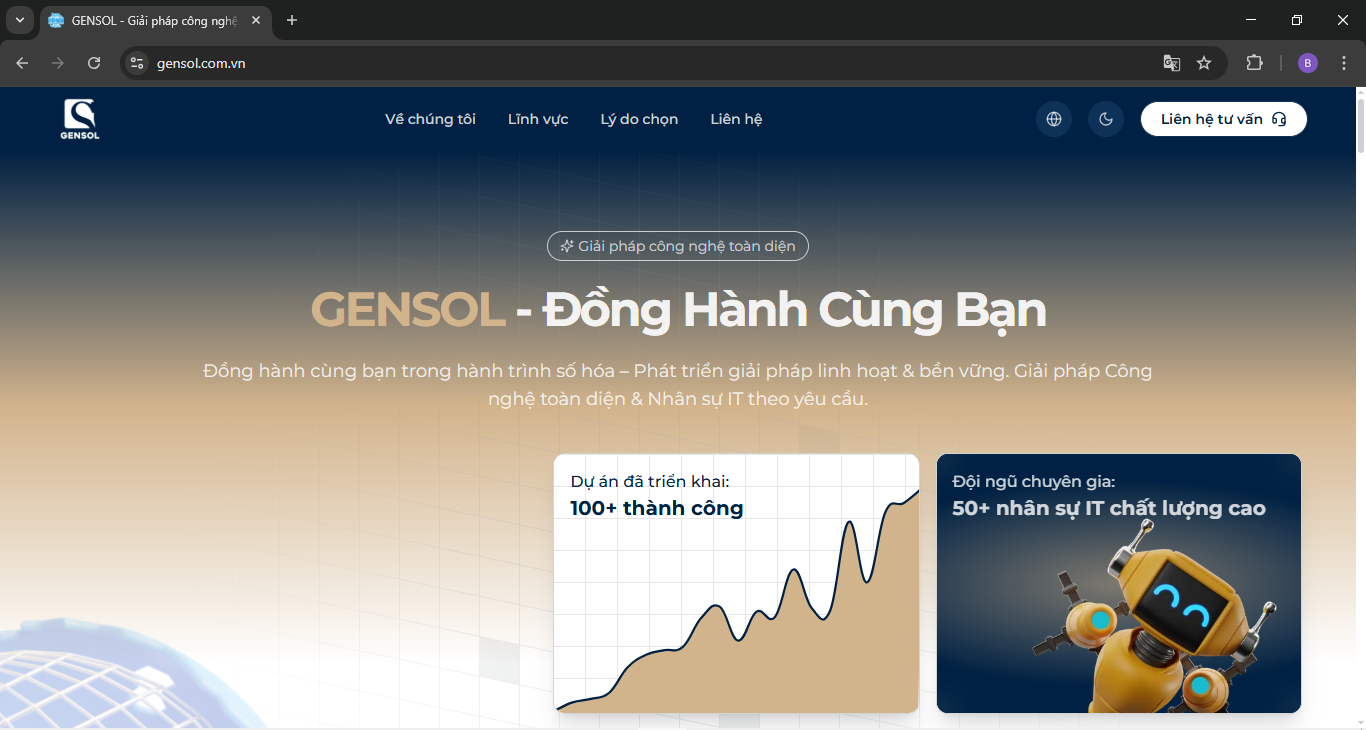 GENSOL - Giải pháp công nghệ
gensol.com.vn
B
GENSOL
Về chúng tôi
Lĩnh vực
Lý do chọn
Liên hệ
Liên hệ tư vấn
Giải pháp công nghệ toàn diện
GENSOL - Đồng Hành Cùng Bạn
Đồng hành cùng bạn trong hành trình số hóa – Phát triển giải pháp linh hoạt & bền vững. Giải pháp Công
nghệ toàn diện & Nhân sự IT theo yêu cầu.
Dự án đã triển khai:
100+ thành công
Đội ngũ chuyên gia:
50+ nhân sự IT chất lượng cao